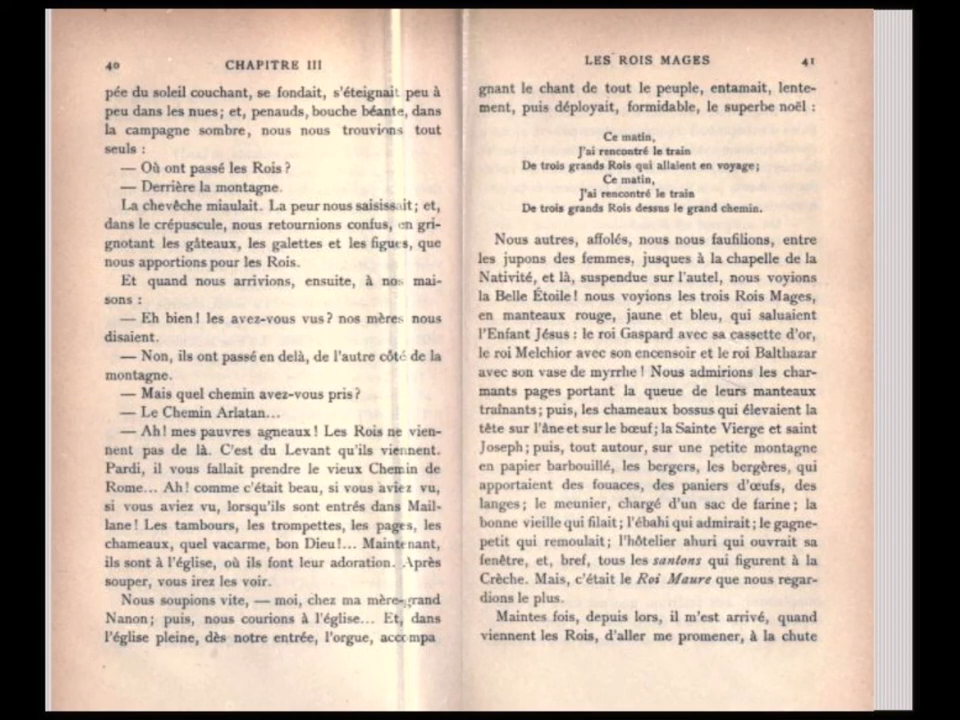 40 CHAPITRE III
pée du soleil couchant, se fondait, s'éteignait peu à
peu dans les nues; et, penauds, bouche béante, dans
la campagne sombre, nous nous trouvions tout
seuls :
— Où ont passé les Rois ?
— Derrière la montagne.
La chevêche miaulait. La peur nous saisissait; et,
dans le crépuscule, nous retournions confus, en gri-
gnotant les gâteaux, les galettes et les figues, que
nous apportions pour les Rois.
Et quand nous arrivions, ensuite, à nos mai-
sons :
— Eh bien! les avez-vous vus? nos mères nous
disaient.
— Non, ils ont passé en delà, de l'autre côté de la
montagne.
— Mais quel chemin avez-vous pris?
— Le Chemin Arlatan...
— Ah! mes pauvres agneaux! Les Rois ne vien-
nent pas de là. C'est du Levant qu'ils viennent.
Pardi, il vous fallait prendre le vieux Chemin de
Rome... Ah! comme c'était beau, si vous aviez vu,
si vous aviez vu, lorsqu'ils sont entrés dans Mail-
lane! Les tambours, les trompettes, les pages, les
chameaux, quel vacarme, bon Dieu!... Maintenant,
ils sont à l'église, où ils font leur adoration. Après
souper, vous irez les voir.
Nous soupions vite, — moi, chez ma mère-grand
Nanon; puis, nous courions à l'église... Et, dans
l'église pleine, dès notre entrée, l'orgue, accompa
LES ROIS MAGES 41
gnant le chant de tout le peuple, entamait, lente-
ment, puis déployait, formidable, le superbe noël :
Ce matin,
J'ai rencontré le train
De trois grands Rois qui allaient en voyage;
Ce matin,
J'ai rencontré le train
De trois grands Rois dessus le grand chemin.
Nous autres, affolés, nous nous faufilions, entre
les jupons des femmes, jusques à la chapelle de la
Nativité, et là, suspendue sur l'autel, nous voyions
la Belle Étoile! nous voyions les trois Rois Mages,
en manteaux rouge, jaune et bleu, qui saluaient
l'Enfant Jésus : le roi Gaspard avec sa cassette d'or,
le roi Melchior avec son encensoir et le roi Balthazar
avec son vase de myrrhe! Nous admirions les char-
mants pages portant la queue de leurs manteaux
traînants; puis, les chameaux bossus qui élevaient la
tête sur l'âne et sur le bœuf; la Sainte Vierge et saint
Joseph; puis, tout autour, sur une petite montagne
en papier barbouillé, les bergers, les bergères, qui
apportaient des fouaces, des paniers d'œufs, des
langes; le meunier, chargé d'un sac de farine; la
bonne vieille qui filait; l'ébahi qui admirait; le gagne-
petit qui remoulait; l'hôtelier ahuri qui ouvrait sa
fenêtre, et, bref, tous les santons qui figurent à la
Crèche. Mais, c'était le Roi Maure que nous regar-
dions le plus.
Maintes fois, depuis lors, il m'est arrivé, quand
viennent les Rois, d'aller me promener, à la chute